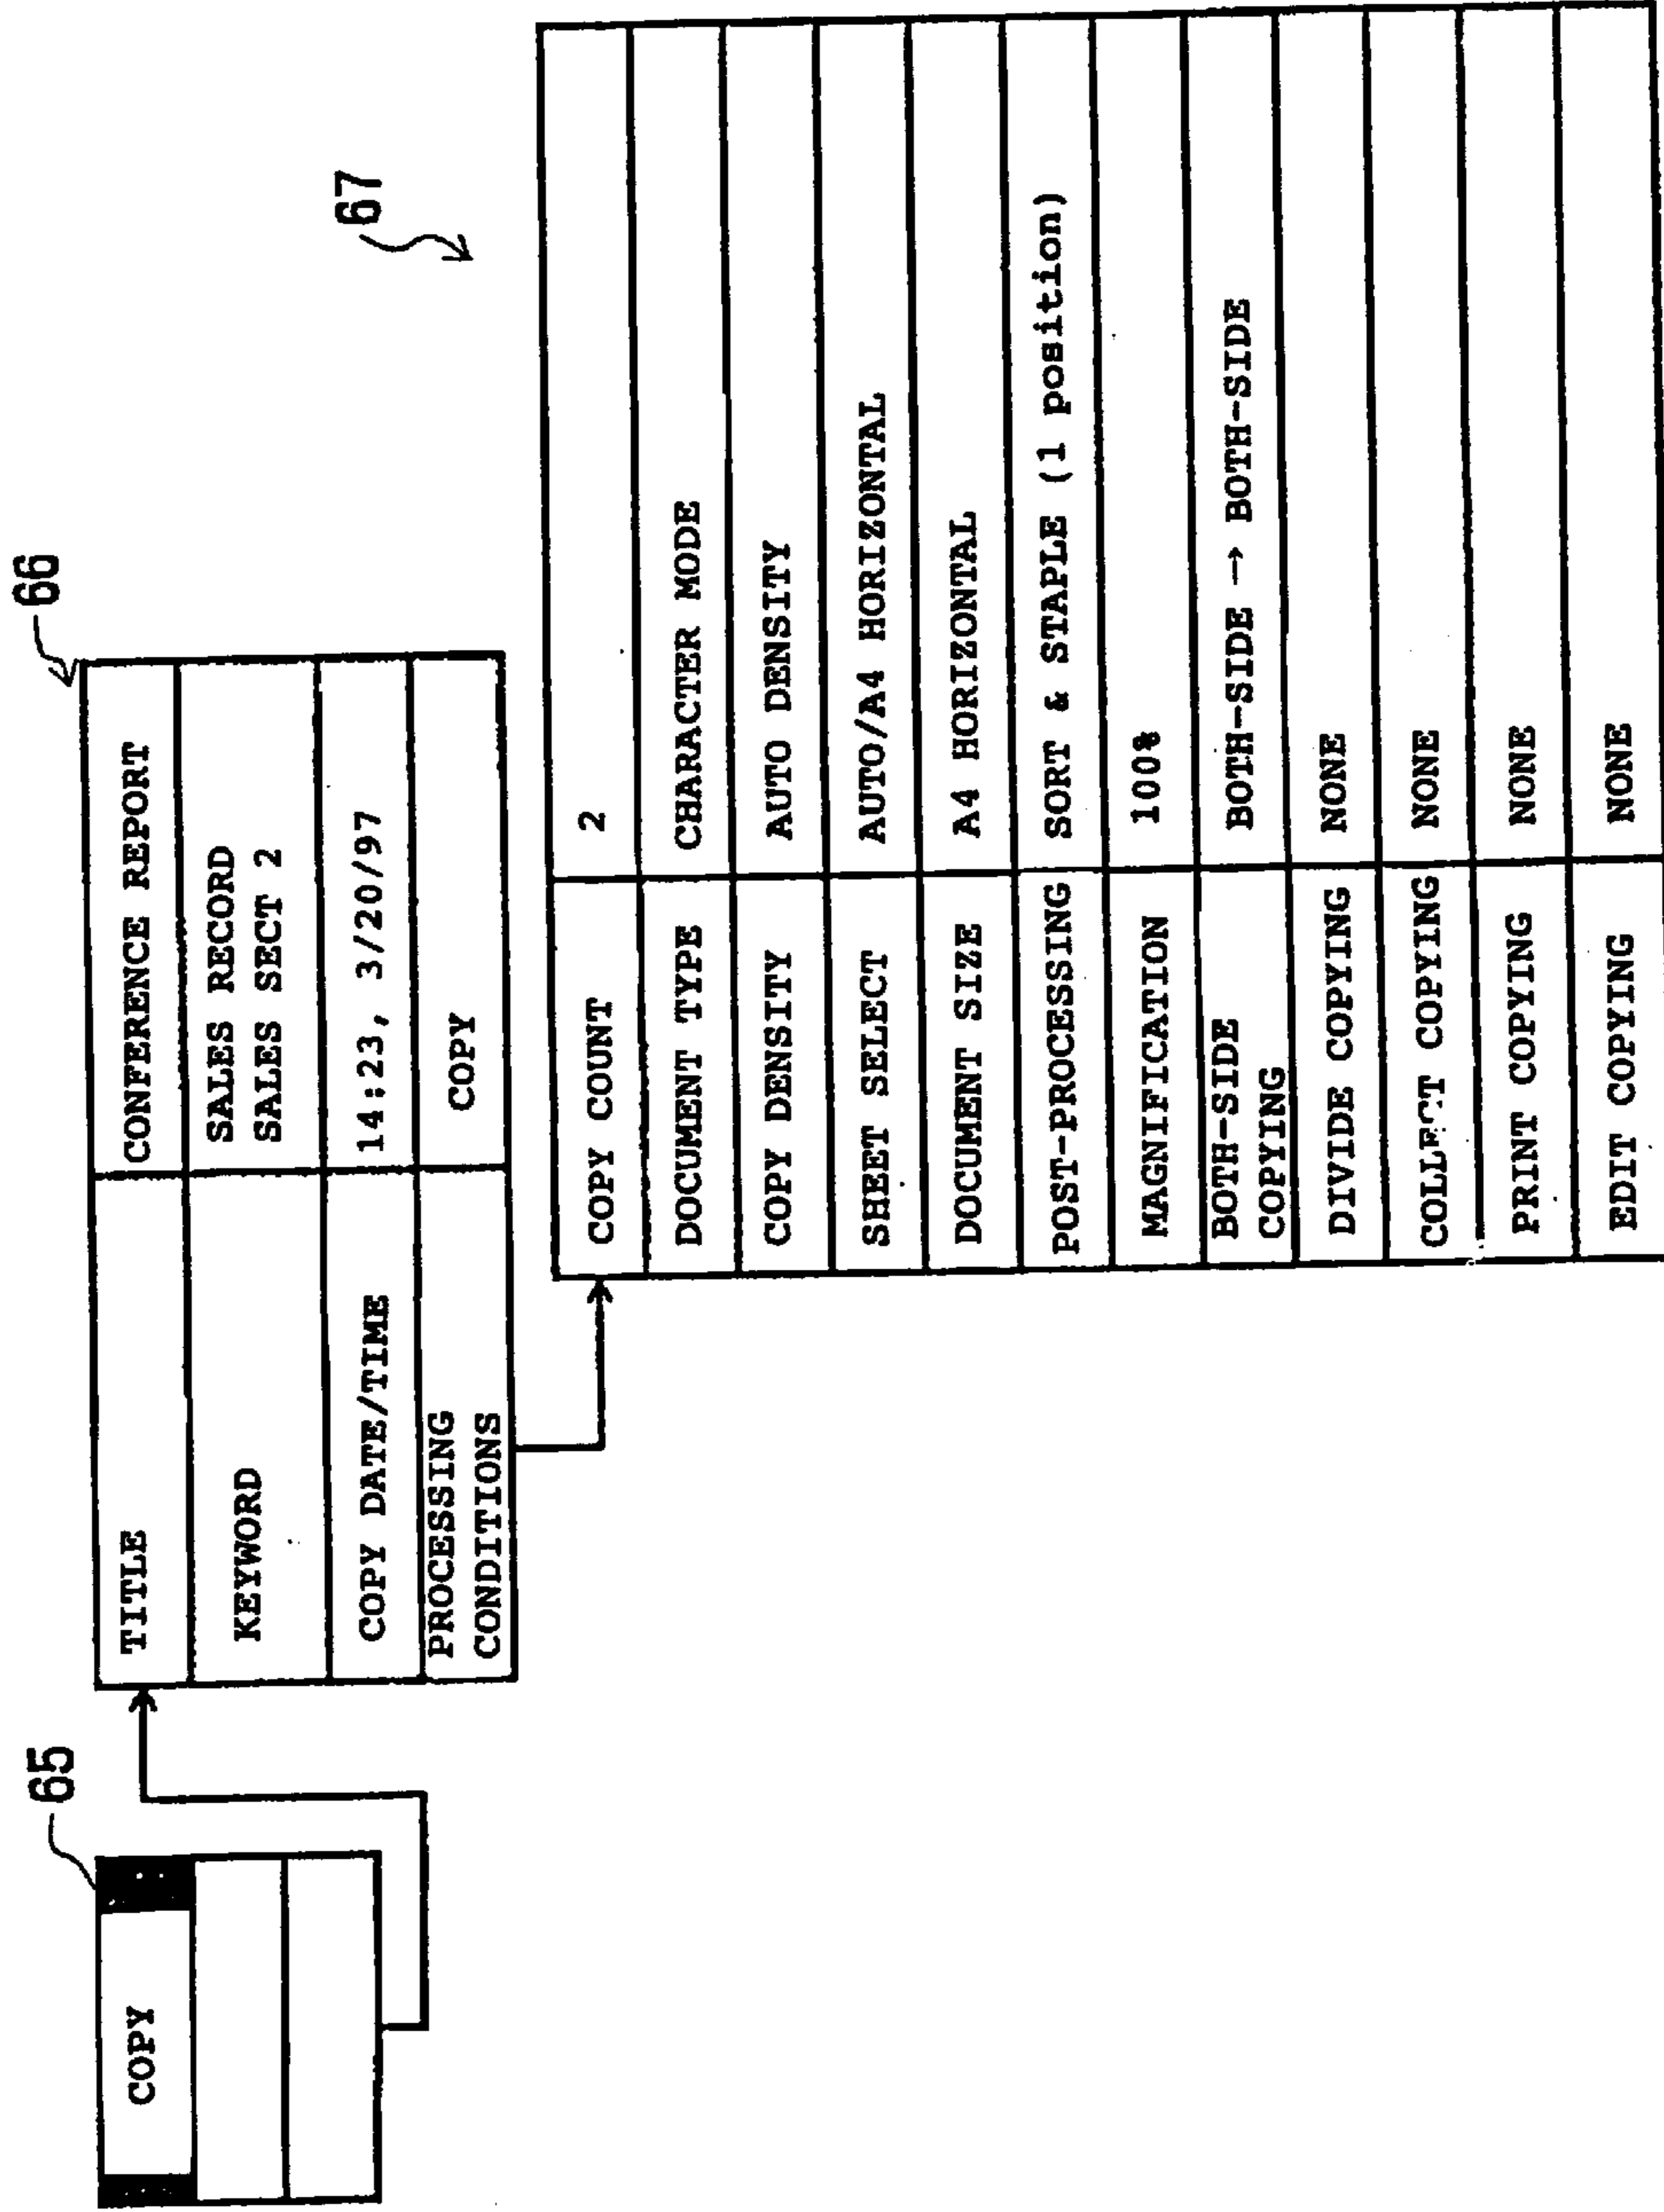 65
COPY
66
TITLE CONFERENCE REPORT
KEYWORD SALES RECORD
SALES SECT 2
COPY DATE/TIME 14:23, 3/20/97
PROCESSING
CONDITIONS COPY
67
COPY COUNT 2
DOCUMENT TYPE CHARACTER MODE
COPY DENSITY AUTO DENSITY
SHEET SELECT AUTO/A4 HORIZONTAL
DOCUMENT SIZE A4 HORIZONTAL
POST-PROCESSING SORT & STAPLE (1 position)
MAGNIFICATION 100%
BOTH-SIDE
COPYING BOTH-SIDE → BOTH-SIDE
DIVIDE COPYING NONE
COLLECT COPYING NONE
PRINT COPYING NONE
EDIT COPYING NONE